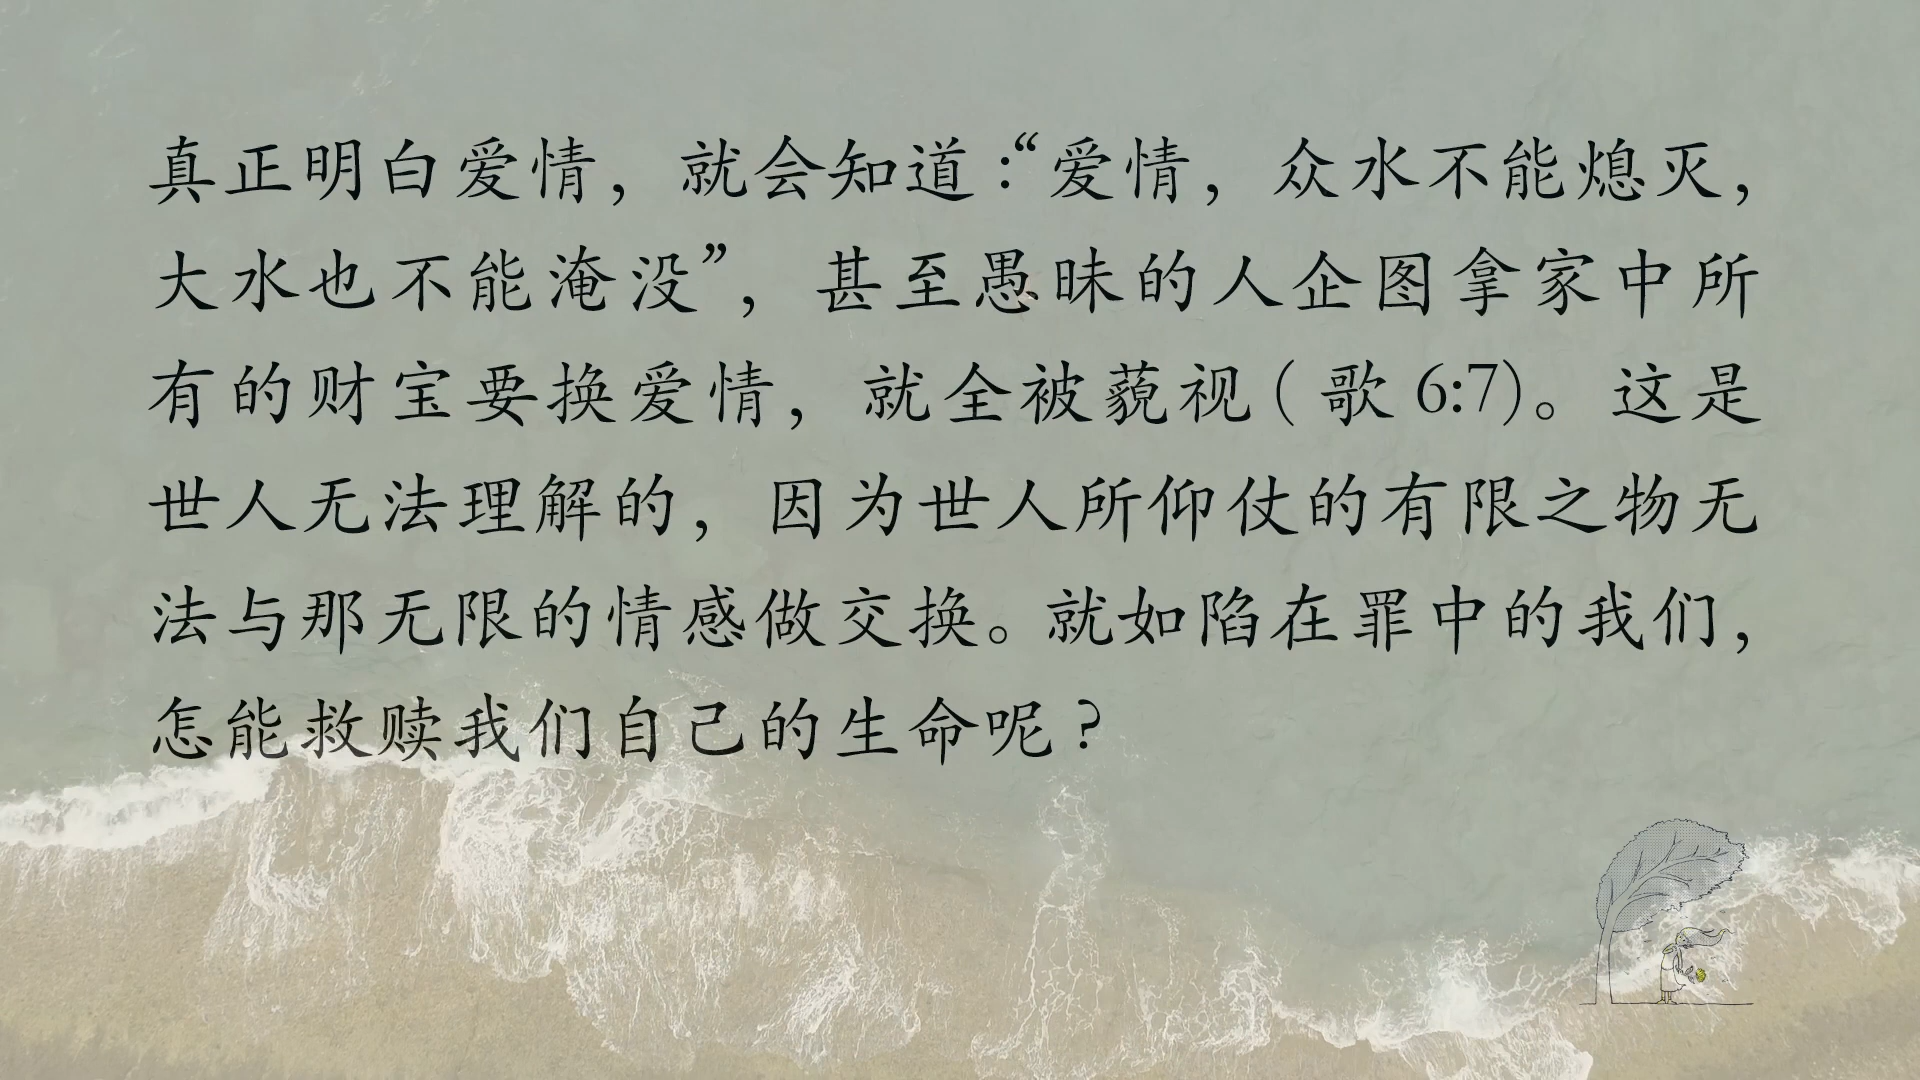 真正明白爱情，就会知道：“爱情，众水不能熄灭，
大水也不能淹没”，甚至愚昧的人企图拿家中所
有的财宝要换爱情，就全被藐视（歌 6:7）。这是
世人无法理解的，因为世人所仰仗的有限之物无
法与那无限的情感做交换。就如陷在罪中的我们，
怎能救赎我们自己的生命呢？